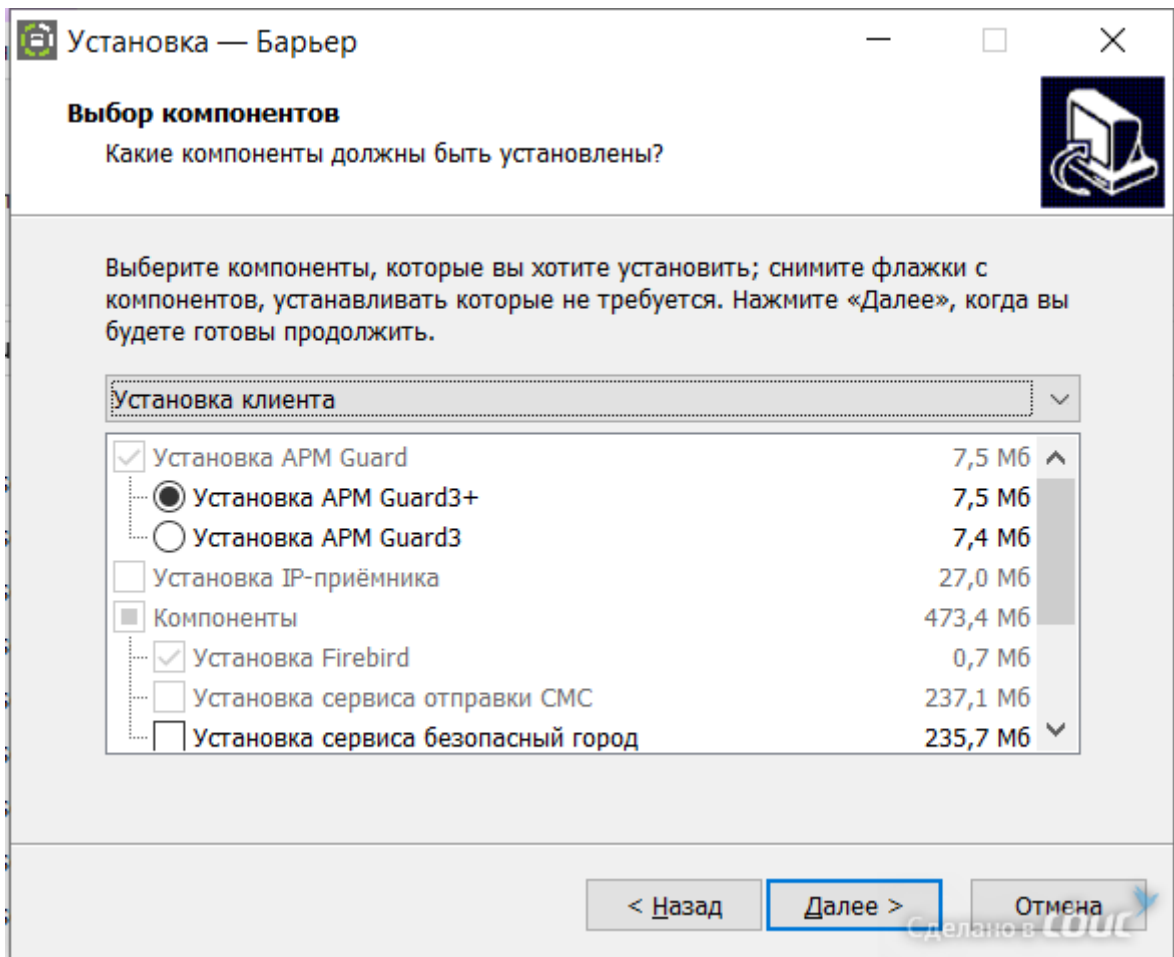 Установка — Барьер
Выбор компонентов
Какие компоненты должны быть установлены?
Выберите компоненты, которые вы хотите установить; снимите флажки с
компонентов, устанавливать которые не требуется. Нажмите «Далее», когда вы
будете готовы продолжить.
Установка клиента
Установка АРМ Guard 7,5 Мб
Установка АРМ Guard3+ 7,5 Мб
Установка АРМ Guard3 7,4 Мб
Установка IP-приёмника 27,0 Мб
Компоненты 473,4 Мб
Установка Firebird 0,7 Мб
Установка сервиса отправки СМС 237,1 Мб
Установка сервиса безопасный город 235,7 Мб
< Назад Далее > Отмена
Сделано в